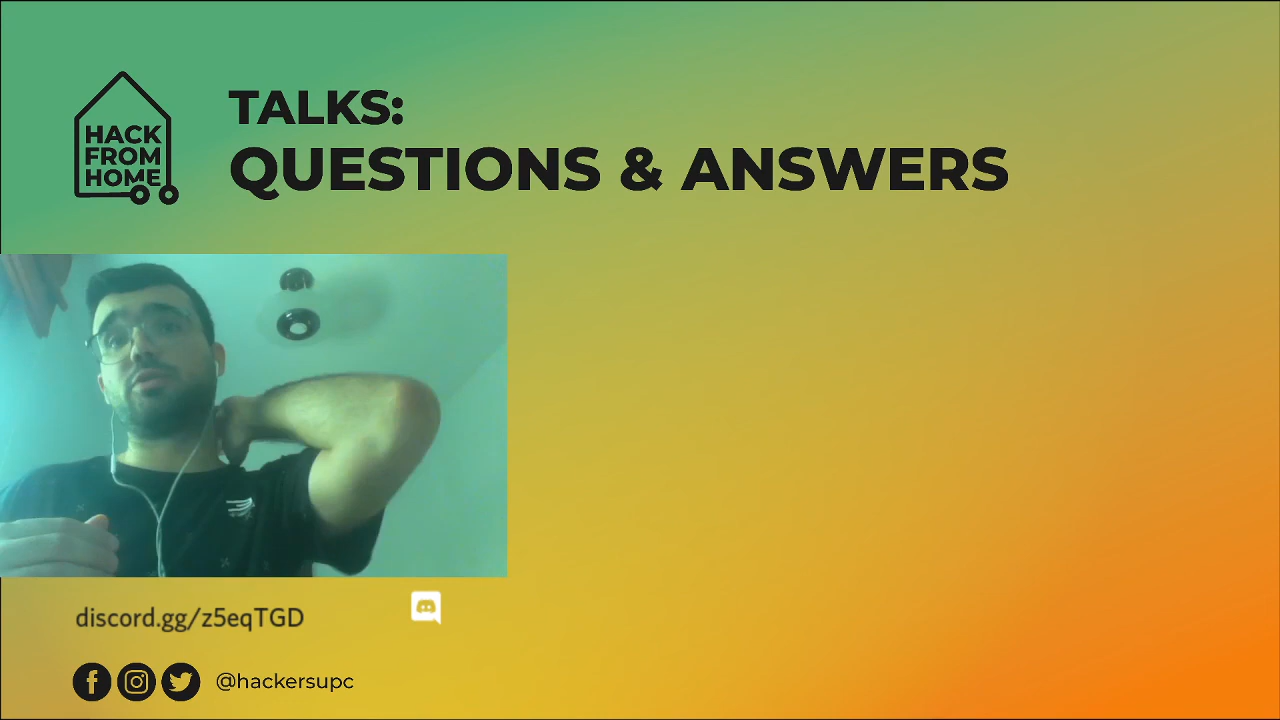 HACK
FROM
HOME
TALKS:
QUESTIONS & ANSWERS
discord.gg/z5eqTGD
@hackersupc